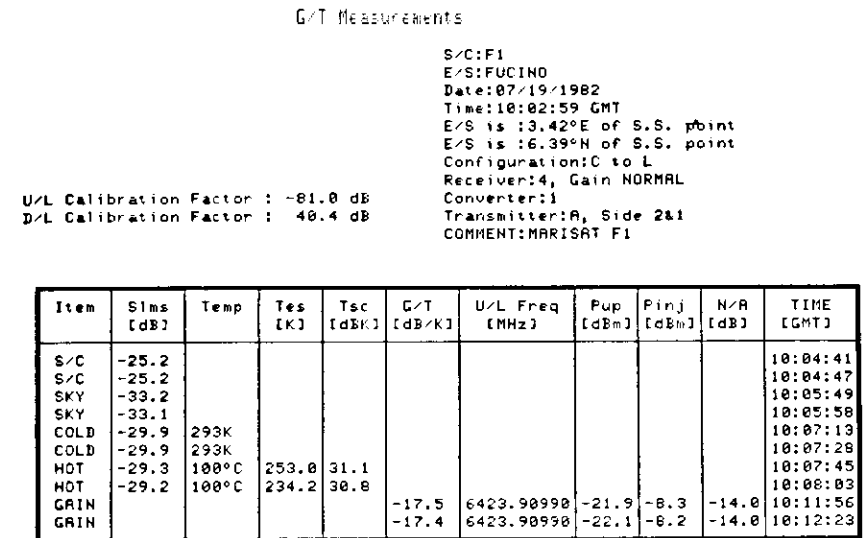 G/T Measurements
S/C:F1
E/S:FUCINO
Date:07/19/1982
Time:10:02:59 GMT
E/S is :3.42°E of S.S. point
E/S is :6.39°N of S.S. point
Configuration:C to L
Receiver:4, Gain NORMAL
U/L Calibration Factor : -81.0 dB Converter:1
D/L Calibration Factor : 40.4 dB Transmitter:A, Side 2&1
COMMENT:MARISAT F1
Item Slms Temp Tes Tsc G/T U/L Freq Pup Pinj N/A TIME
[dB] [K] [dBK] [dB/K] [MHz] [dBm] [dBm] [dB] [GMT]
S/C -25.2 10:04:41
S/C -25.2 10:04:47
SKY -33.2 10:05:49
SKY -33.1 10:05:58
COLD -29.9 293K 10:07:13
COLD -29.9 293K 10:07:28
HOT -29.3 100°C 253.0 31.1 10:07:45
HOT -29.2 100°C 234.2 30.8 10:08:03
GAIN -17.5 6423.90990 -21.9 -8.3 -14.0 10:11:56
GAIN -17.4 6423.90990 -22.1 -8.2 -14.0 10:12:23